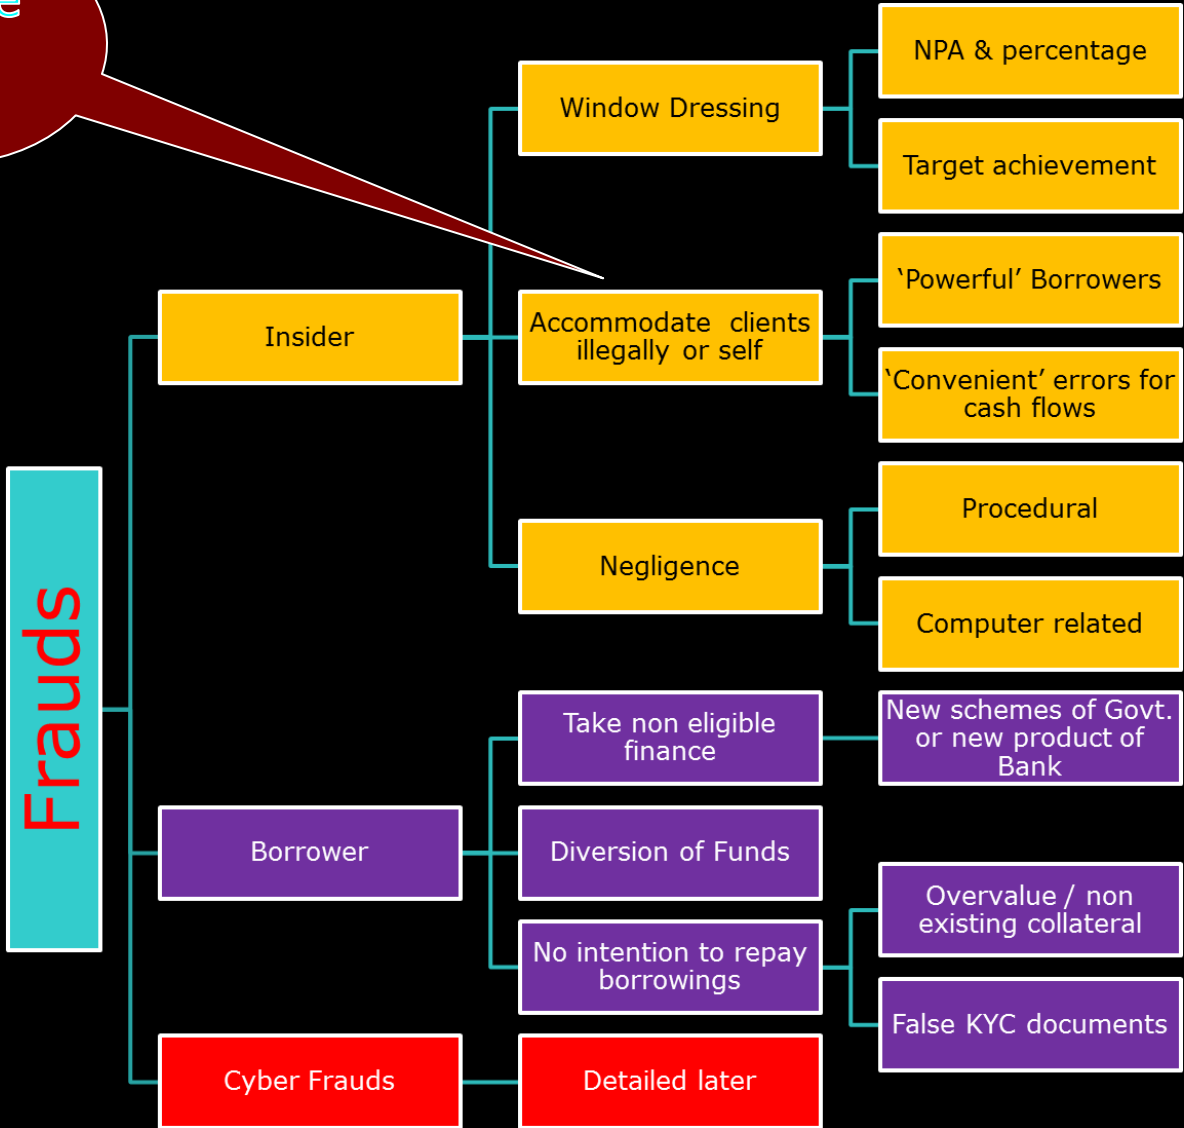 Frauds
Insider
Window Dressing
NPA & percentage
Target achievement
Accommodate clients
illegally or self
‘Powerful’ Borrowers
‘Convenient’ errors for
cash flows
Negligence
Procedural
Computer related
Borrower
Take non eligible
finance
New schemes of Govt.
or new product of
Bank
Diversion of Funds
No intention to repay
borrowings
Overvalue / non
existing collateral
False KYC documents
Cyber Frauds
Detailed later